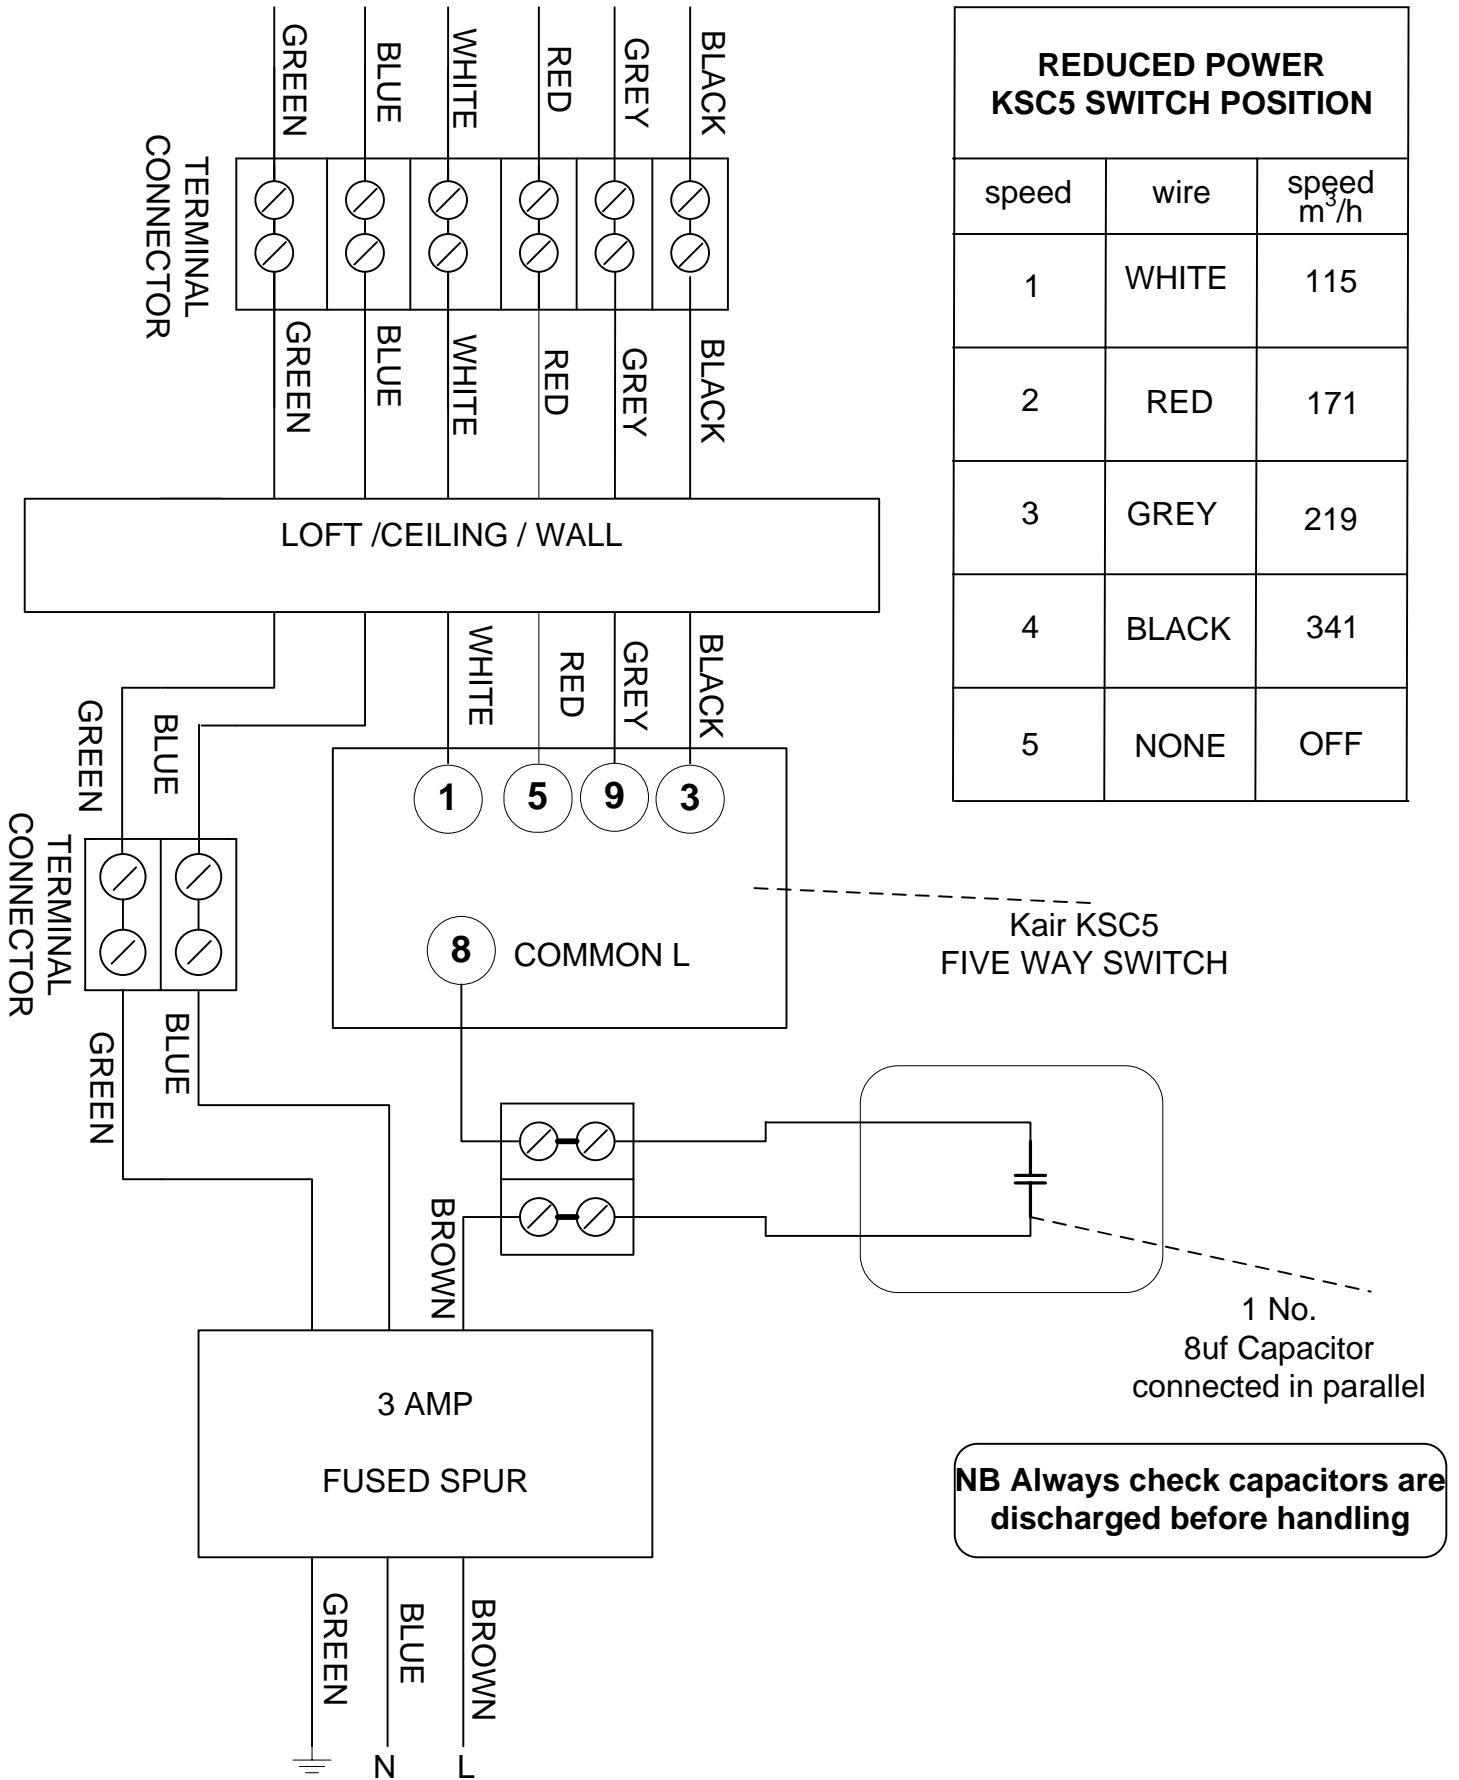 GREEN
BLUE
WHITE
RED
GREY
BLACK
TERMINAL
CONNECTOR
GREEN
BLUE
WHITE
RED
GREY
BLACK
LOFT /CEILING / WALL
WHITE
RED
GREY
BLACK
GREEN
BLUE
1
5
9
3
TERMINAL
CONNECTOR
8
COMMON L
GREEN
BLUE
Kair KSC5
FIVE WAY SWITCH
BROWN
1 No.
8uf Capacitor
connected in parallel
3 AMP
FUSED SPUR
GREEN
BLUE
BROWN
N
L
REDUCED POWER
KSC5 SWITCH POSITION
speed wire speed
m³/h
1 WHITE 115
2 RED 171
3 GREY 219
4 BLACK 341
5 NONE OFF
NB Always check capacitors are
discharged before handling